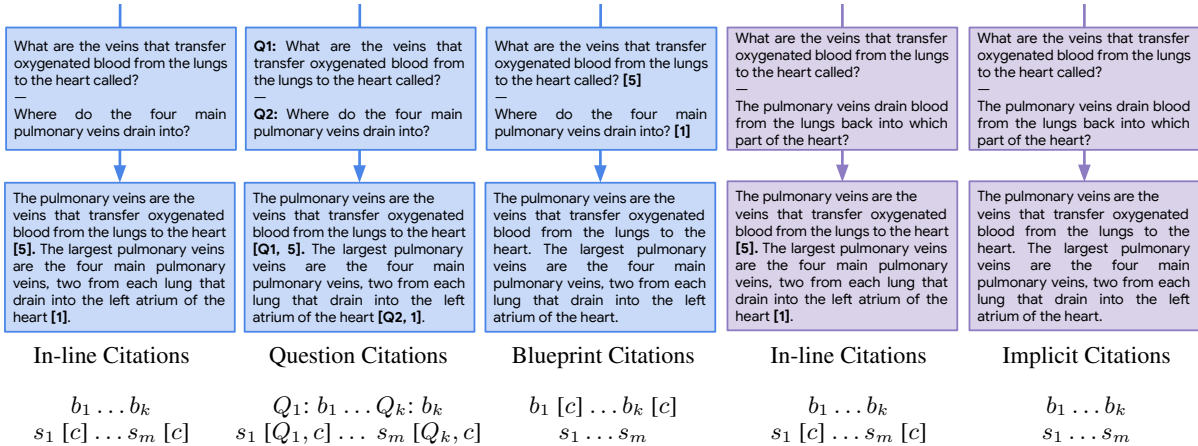 What are the veins that transfer
oxygenated blood from the lungs
to the heart called?
—
Where do the four main
pulmonary veins drain into?
Q1: What are the veins that
transfer oxygenated blood from
the lungs to the heart called?
—
Q2: Where do the four main
pulmonary veins drain into?
What are the veins that transfer
oxygenated blood from the lungs
to the heart called? [5]
—
Where do the four main
pulmonary veins drain into? [1]
What are the veins that transfer
oxygenated blood from the lungs
to the heart called?
—
The pulmonary veins drain blood
from the lungs back into which
part of the heart?
What are the veins that transfer
oxygenated blood from the lungs
to the heart called?
—
The pulmonary veins drain blood
from the lungs back into which
part of the heart?
The pulmonary veins are the
veins that transfer oxygenated
blood from the lungs to the heart
[5]. The largest pulmonary veins
are the four main pulmonary
veins, two from each lung that
drain into the left atrium of the
heart [1].
The pulmonary veins are the
veins that transfer oxygenated
blood from the lungs to the heart
[Q1, 5]. The largest pulmonary
veins are the four main
pulmonary veins, two from each
lung that drain into the left
atrium of the heart [Q2, 1].
The pulmonary veins are the
veins that transfer oxygenated
blood from the lungs to the
heart. The largest pulmonary
veins are the four main
pulmonary veins, two from each
lung that drain into the left
atrium of the heart.
The pulmonary veins are the
veins that transfer oxygenated
blood from the lungs to the heart
[5]. The largest pulmonary veins
are the four main pulmonary
veins, two from each lung that
drain into the left atrium of the
heart [1].
The pulmonary veins are the
veins that transfer oxygenated
blood from the lungs to the
heart. The largest pulmonary
veins are the four main
pulmonary veins, two from each
lung that drain into the left
atrium of the heart.
In-line Citations
Question Citations
Blueprint Citations
In-line Citations
Implicit Citations
b₁ … bₖ
s₁ [c] … sₘ [c]
Q₁: b₁ … Qₖ: bₖ
s₁ [Q₁, c] … sₘ [Qₖ, c]
b₁ [c] … bₖ [c]
s₁ … sₘ
b₁ … bₖ
s₁ [c] … sₘ [c]
b₁ … bₖ
s₁ … sₘ